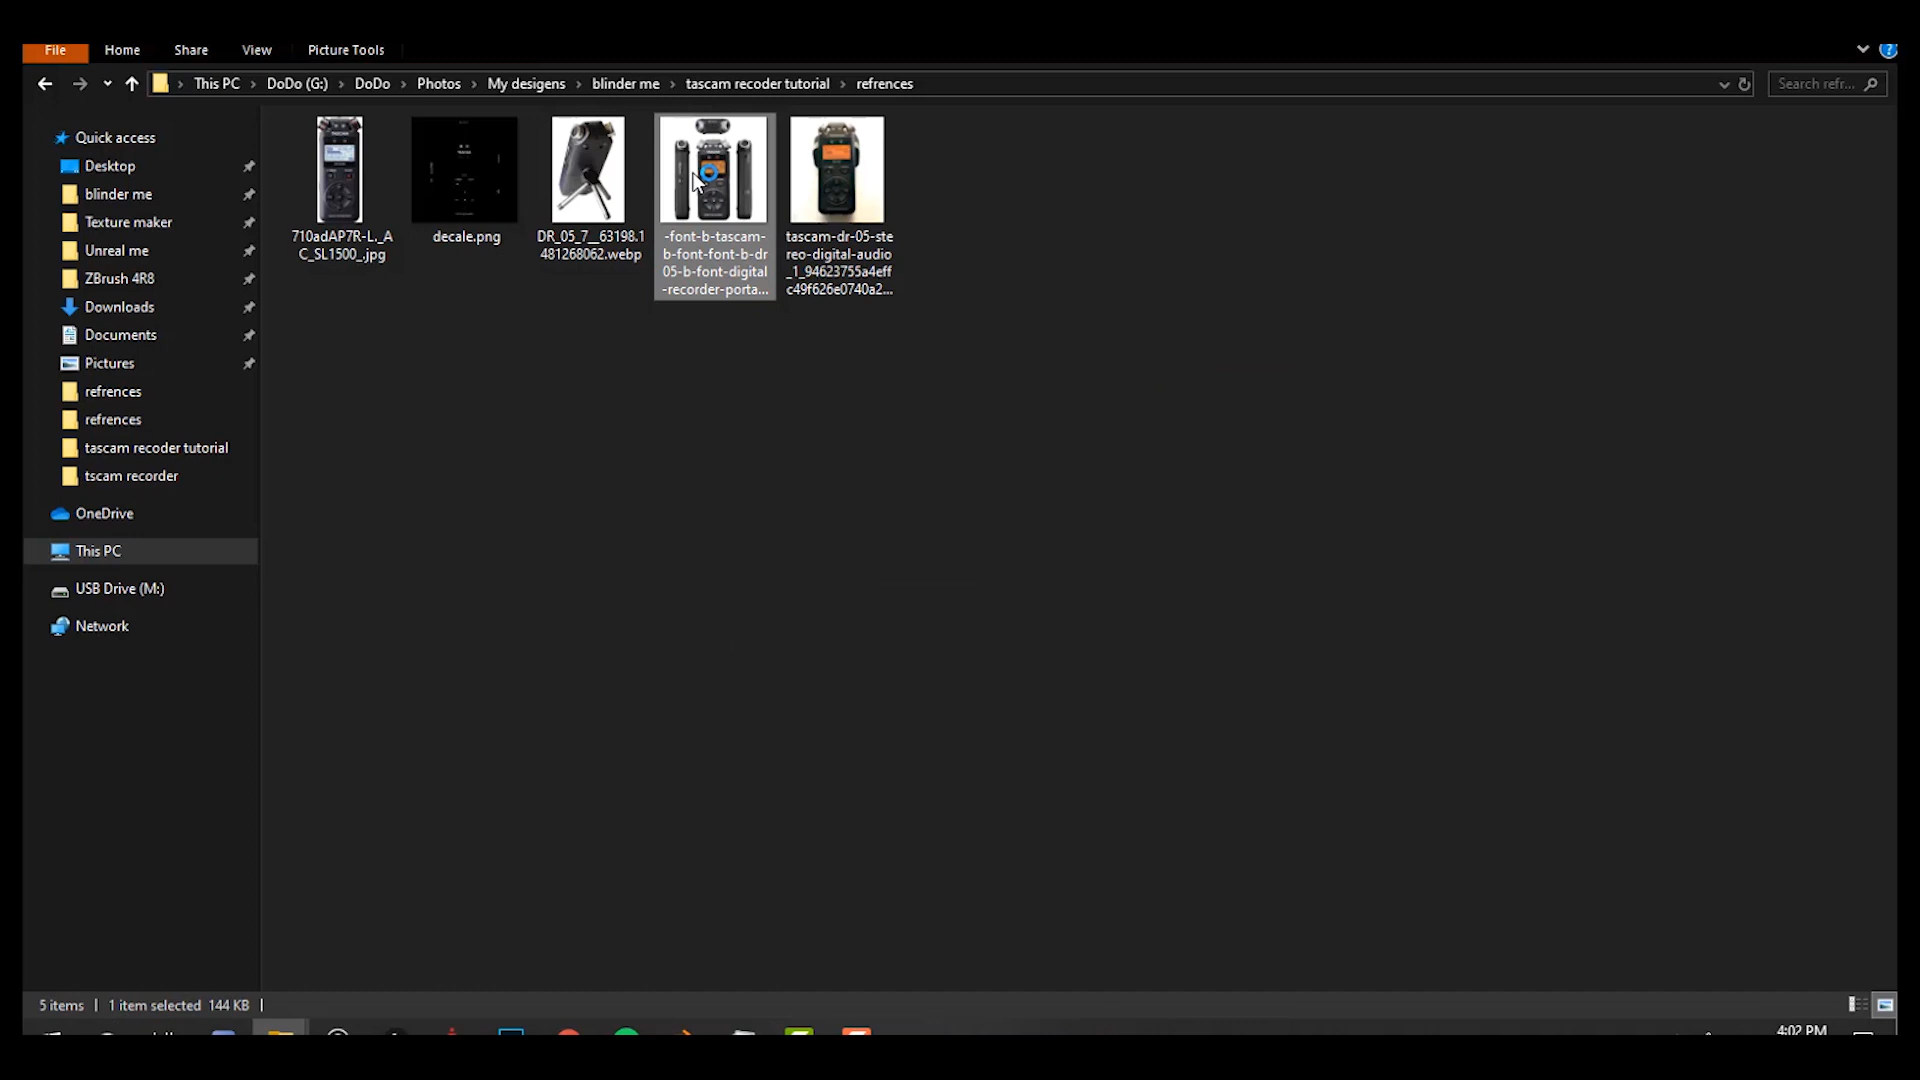 File Home Share View Picture Tools
This PC › DoDo (G:) › DoDo › Photos › My desigens › blinder me › tascam recoder tutorial › refrences
Search refr...
Quick access
Desktop
blinder me
Texture maker
Unreal me
ZBrush 4R8
Downloads
Documents
Pictures
refrences
refrences
tascam recoder tutorial
tscam recorder
OneDrive
This PC
USB Drive (M:)
Network
710adAP7R-L._A
C_SL1500_.jpg
decale.png
DR_05_7__63198.1
481268062.webp
-font-b-tascam-
b-font-font-b-dr
05-b-font-digital
-recorder-porta...
tascam-dr-05-ste
reo-digital-audio
_1_94623755a4eff
c49f626e0740a2...
5 items | 1 item selected 144 KB |
4:02 PM